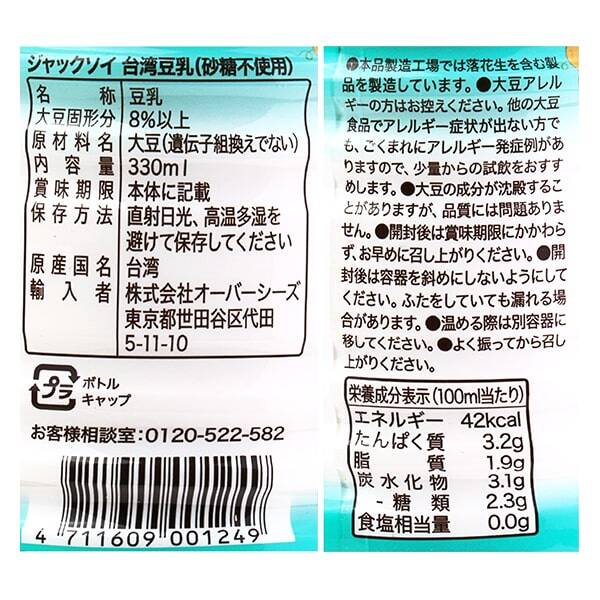 ジャックソイ 台湾豆乳(砂糖不使用)
名称 豆乳
大豆固形分 8%以上
原材料名 大豆(遺伝子組換えでない)
内容量 330ml
賞味期限 本体に記載
保存方法 直射日光、高温多湿を
避けて保存してください
原産国名 台湾
輸入者 株式会社オーバーシーズ
東京都世田谷区代田
5-11-10
プラ ボトル
キャップ
お客様相談室:0120-522-582
4 711609 001249
●本品製造工場では落花生を含む製
品を製造しています。●大豆アレル
ギーの方はお控えください。他の大豆
食品でアレルギー症状が出ない方で
も、ごくまれにアレルギー発症例があ
りますので、少量からの試飲をおすす
めします。●大豆の成分が沈殿するこ
とがありますが、品質には問題ありま
せん。●開封後は賞味期限にかかわら
ず、お早めに召し上がりください。●開
封後は容器を斜めにしないようにして
ください。ふたをしていても漏れる場
合があります。●温める際は別容器に
移してください。●よく振ってから召し
上がりください。
栄養成分表示(100ml当たり)
エネルギー 42kcal
たんぱく質 3.2g
脂質 1.9g
炭水化物 3.1g
-糖類 2.3g
食塩相当量 0.0g